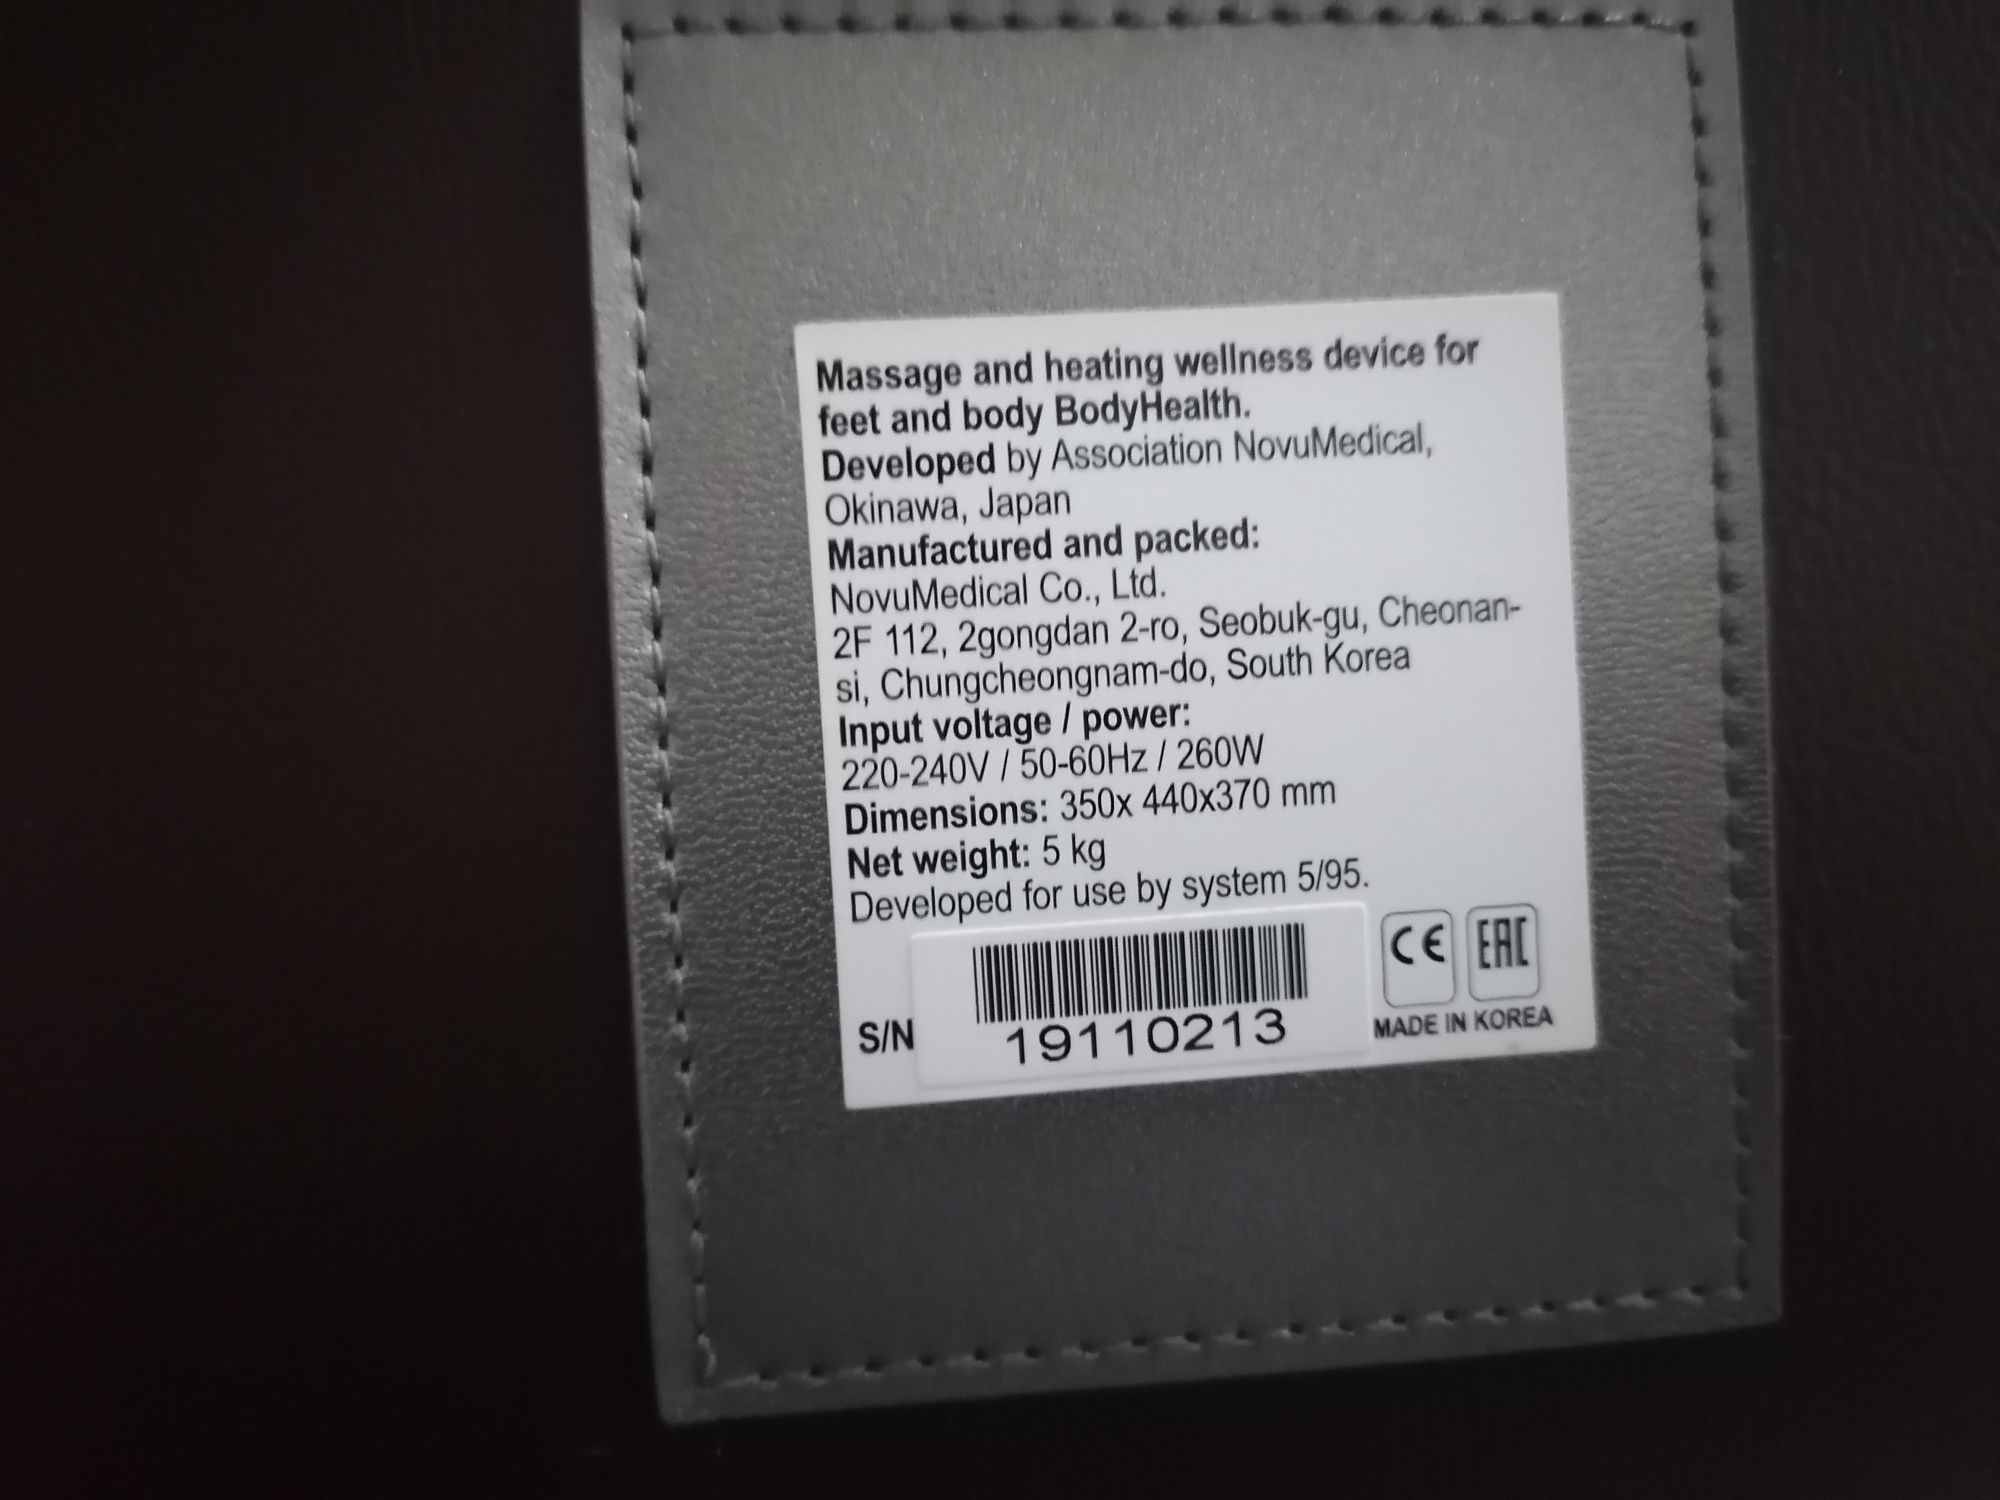 Massage and heating wellness device for
feet and body BodyHealth.
Developed by Association NovuMedical,
Okinawa, Japan
Manufactured and packed:
NovuMedical Co., Ltd.
2F 112, 2gongdan 2-ro, Seobuk-gu, Cheonan-
si, Chungcheongnam-do, South Korea
Input voltage / power:
220-240V / 50-60Hz / 260W
Dimensions: 350x 440x370 mm
Net weight: 5 kg
Developed for use by system 5/95.
CE EAC
S/N 19110213
MADE IN KOREA